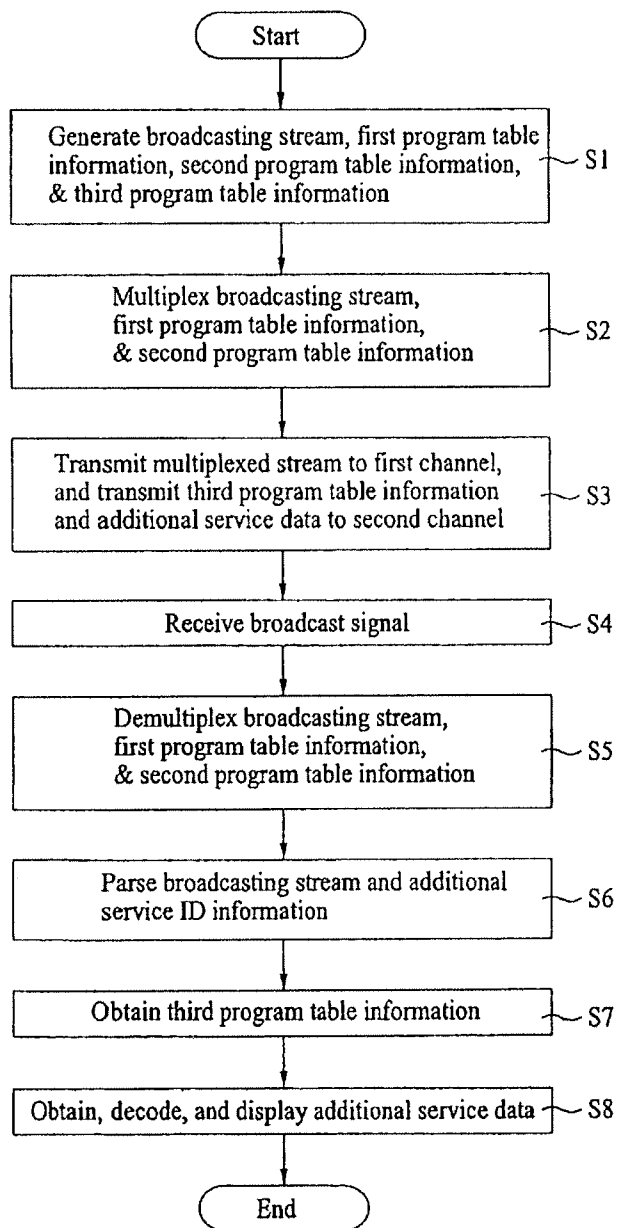 Start
Generate broadcasting stream, first program table
information, second program table information,
& third program table information
S1
Multiplex broadcasting stream,
first program table information,
& second program table information
S2
Transmit multiplexed stream to first channel,
and transmit third program table information
and additional service data to second channel
S3
Receive broadcast signal
S4
Demultiplex broadcasting stream,
first program table information,
& second program table information
S5
Parse broadcasting stream and additional
service ID information
S6
Obtain third program table information
S7
Obtain, decode, and display additional service data
S8
End